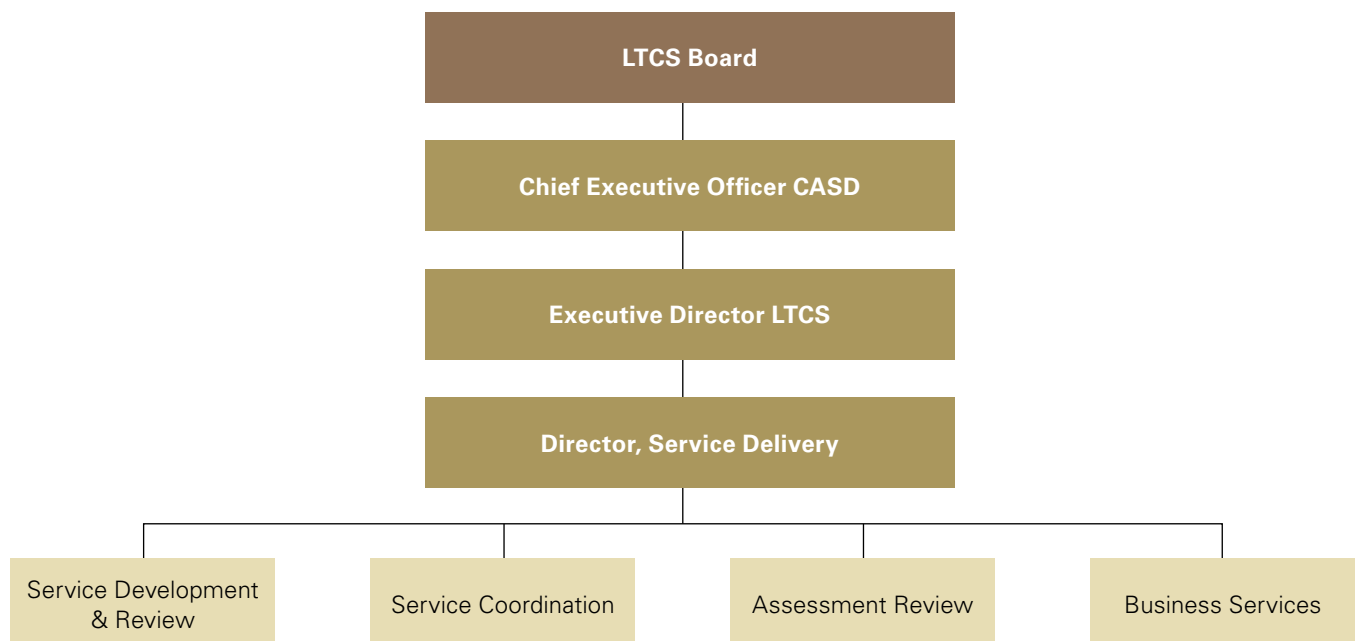 LTCS Board
Chief Executive Officer CASD
Executive Director LTCS
Director, Service Delivery
Service Development
& Review
Service Coordination
Assessment Review
Business Services